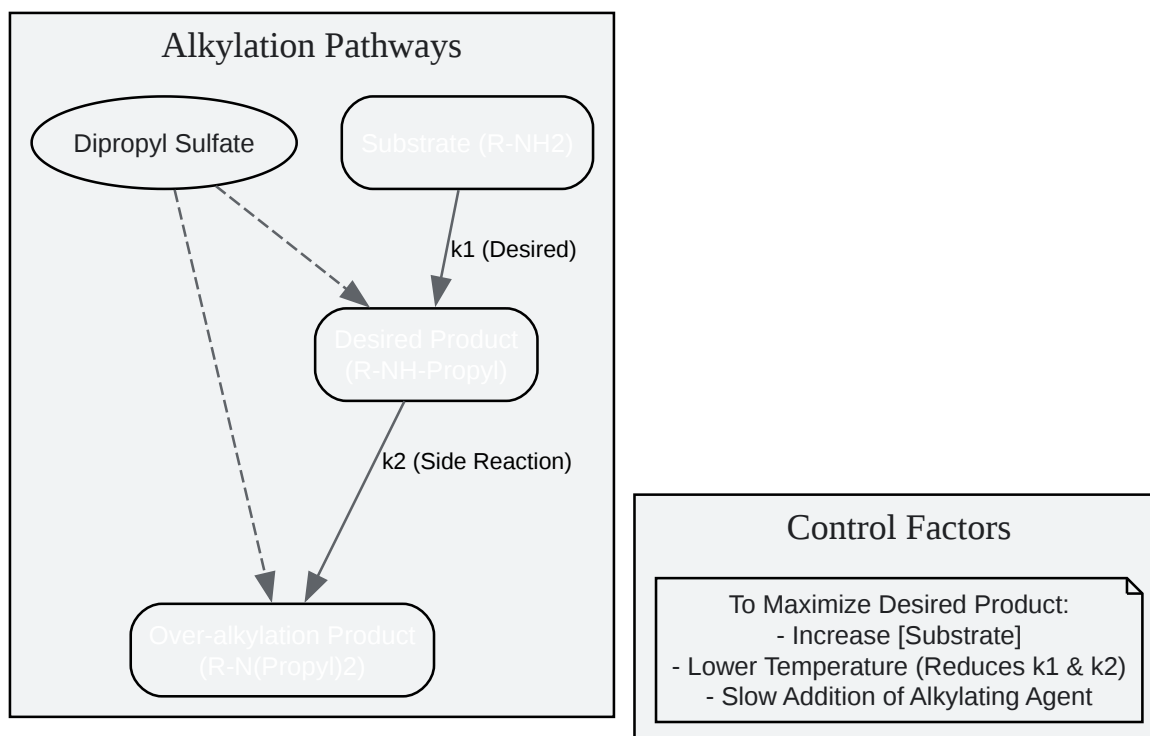 Alkylation Pathways
Dipropyl Sulfate
Substrate (R-NH2)
k1 (Desired)
Desired Product
(R-NH-Propyl)
k2 (Side Reaction)
Over-alkylation Product
(R-N(Propyl)2)
Control Factors
To Maximize Desired Product:
- Increase [Substrate]
- Lower Temperature (Reduces k1 & k2)
- Slow Addition of Alkylating Agent